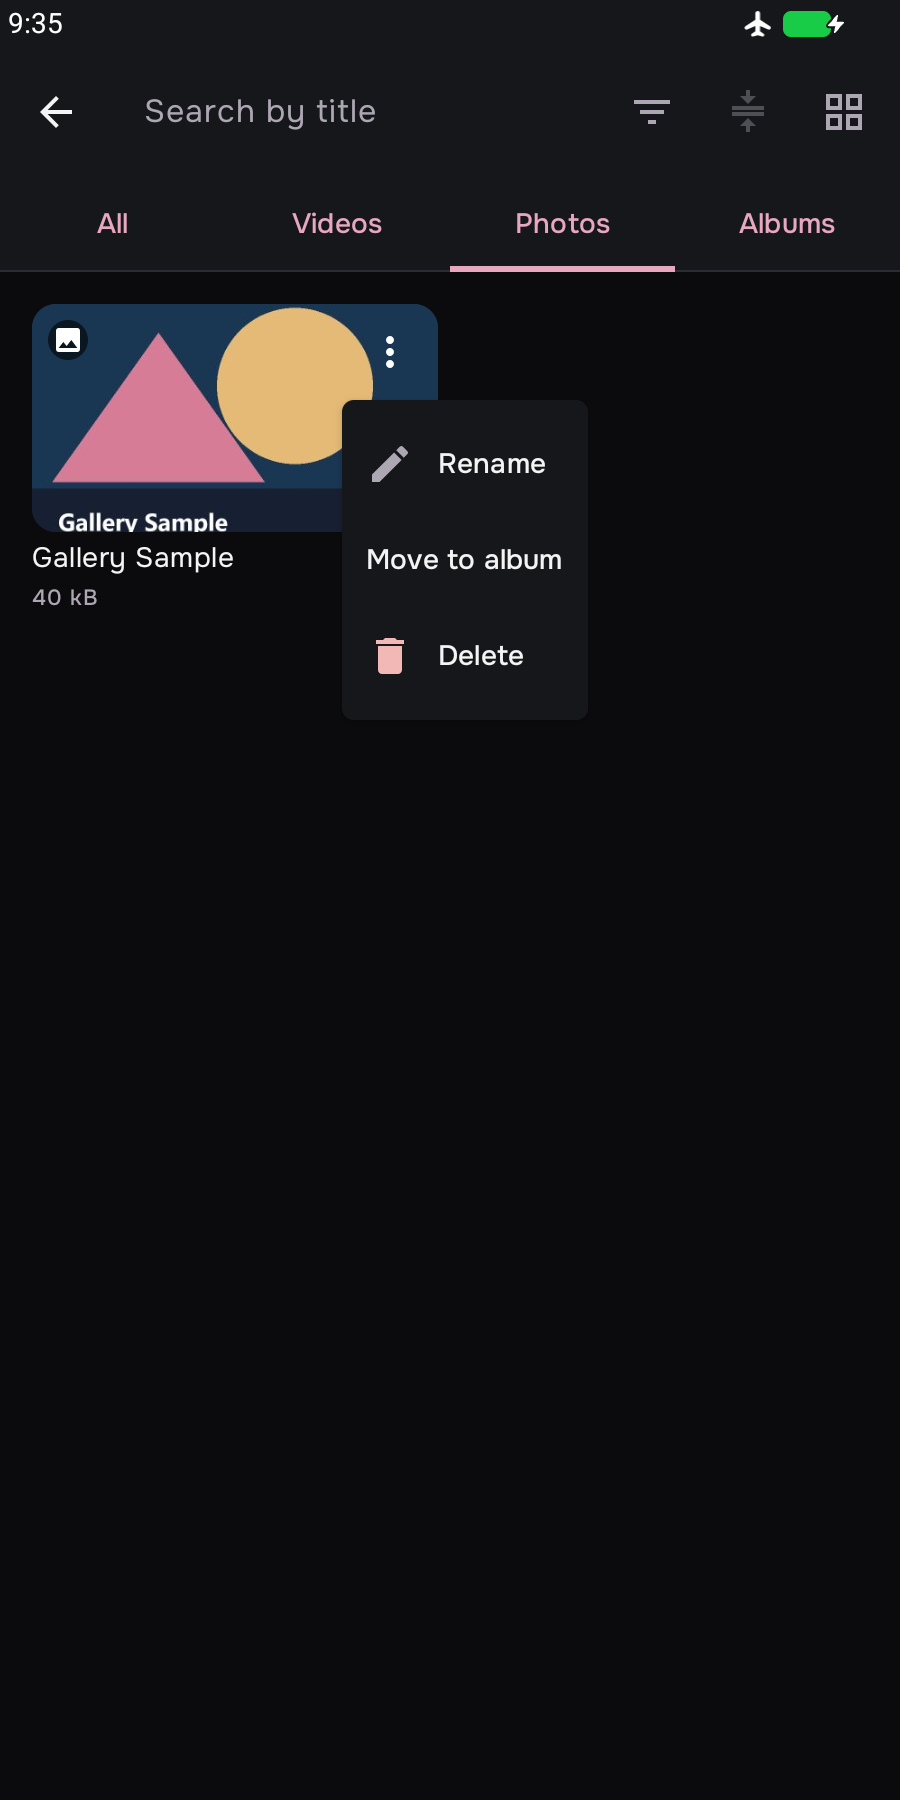 9:35
Search by title
All
Videos
Photos
Albums
Gallery Sample
Gallery Sample
40 kB
Rename
Move to album
Delete